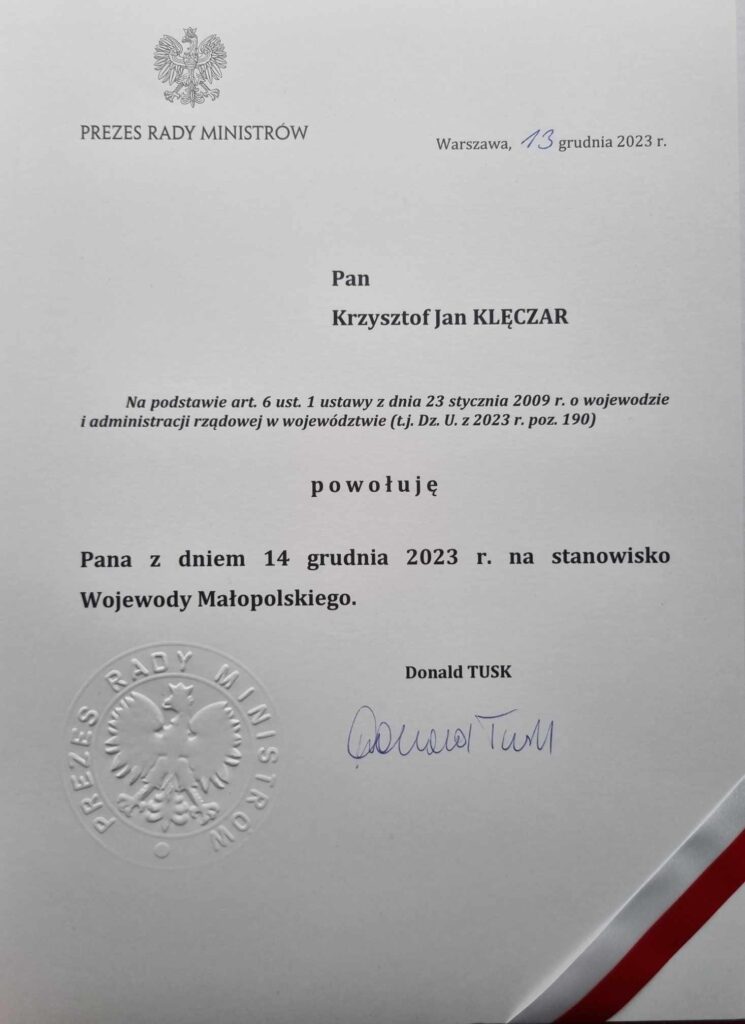 PREZES RADY MINISTRÓW
Warszawa, 13 grudnia 2023 r.
Pan
Krzysztof Jan KLĘCZAR
Na podstawie art. 6 ust. 1 ustawy z dnia 23 stycznia 2009 r. o wojewodzie
i administracji rządowej w województwie (t.j. Dz. U. z 2023 r. poz. 190)
powołuję
Pana z dniem 14 grudnia 2023 r. na stanowisko
Wojewody Małopolskiego.
Donald TUSK
Donald Tusk
PREZES RADY MINISTRÓW